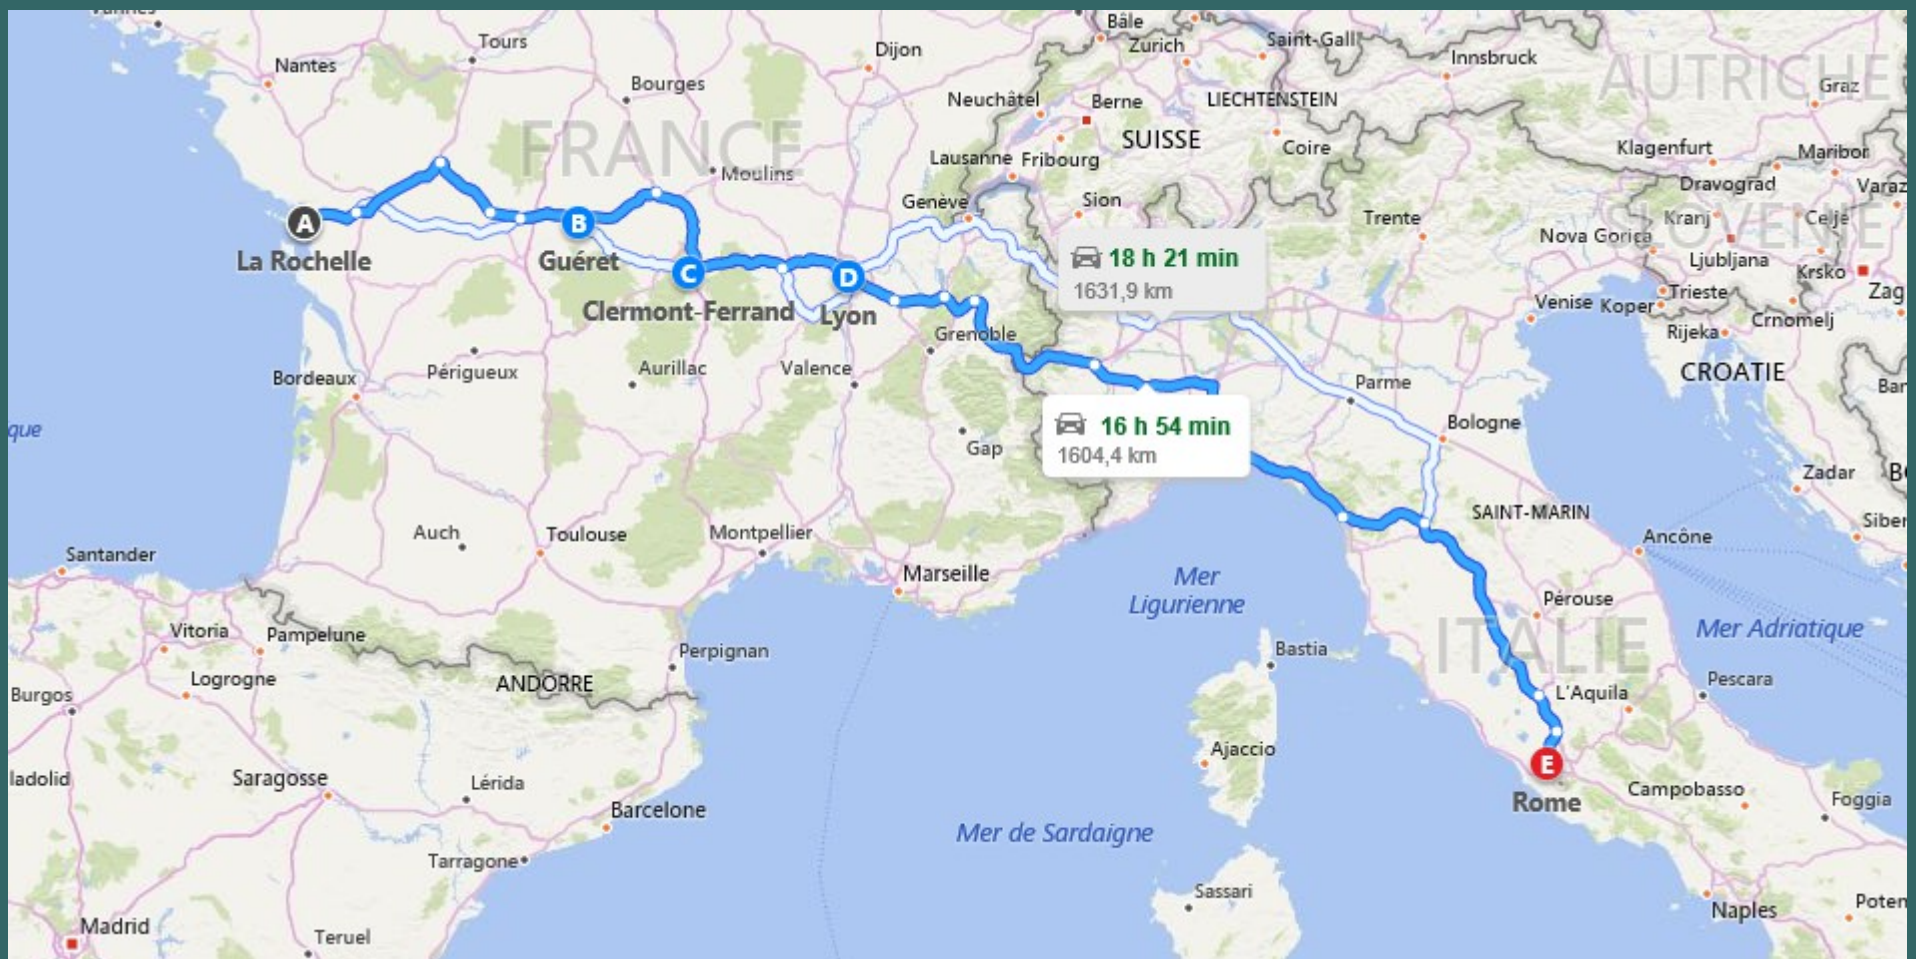 Bâle
Tours
Zurich
Saint-Gall
Nantes
Dijon
Innsbruck
AUTRICHE
Bourges
Graz
Neuchâtel
Berne
LIECHTENSTEIN
FRANCE
SUISSE
Coire
Lausanne
Fribourg
Klagenfurt
Maribor
Moulins
Dravograd
Genève
Sion
Varaz
A
B
Trente
Kranj
Celje
SLOVÉNIE
Nova Gorica
La Rochelle
Guéret
18 h 21 min
Ljubljana
C
D
Krsko
1631,9 km
Trieste
Zag
Clermont-Ferrand
Lyon
Venise
Koper
Crnomelj
Grenoble
Rijeka
Aurillac
Valence
Périgueux
CROATIE
Bordeaux
Parme
Ban
que
16 h 54 min
Bologne
1604,4 km
Gap
Zadar
SAINT-MARIN
Siber
Auch
Toulouse
Montpellier
Ancône
Santander
Marseille
Mer
Ligurienne
Pérouse
Vitoria
Pampelune
ITALIE
Mer Adriatique
Perpignan
Bastia
Logrogne
ANDORRE
Burgos
L'Aquila
Pescara
Ajaccio
E
ladolid
Saragosse
Lérida
Rome
Campobasso
Foggia
Barcelone
Mer de Sardaigne
Tarragone
Sassari
Naples
Poten
Madrid
Teruel